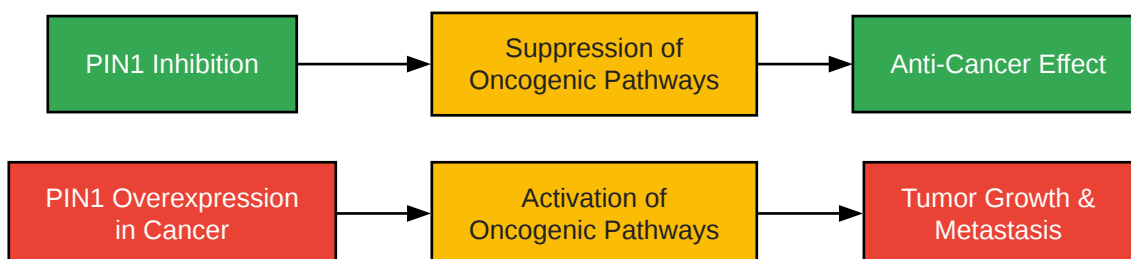 PIN1 Inhibition
Suppression of
Oncogenic Pathways
Anti-Cancer Effect
PIN1 Overexpression
in Cancer
Activation of
Oncogenic Pathways
Tumor Growth &
Metastasis